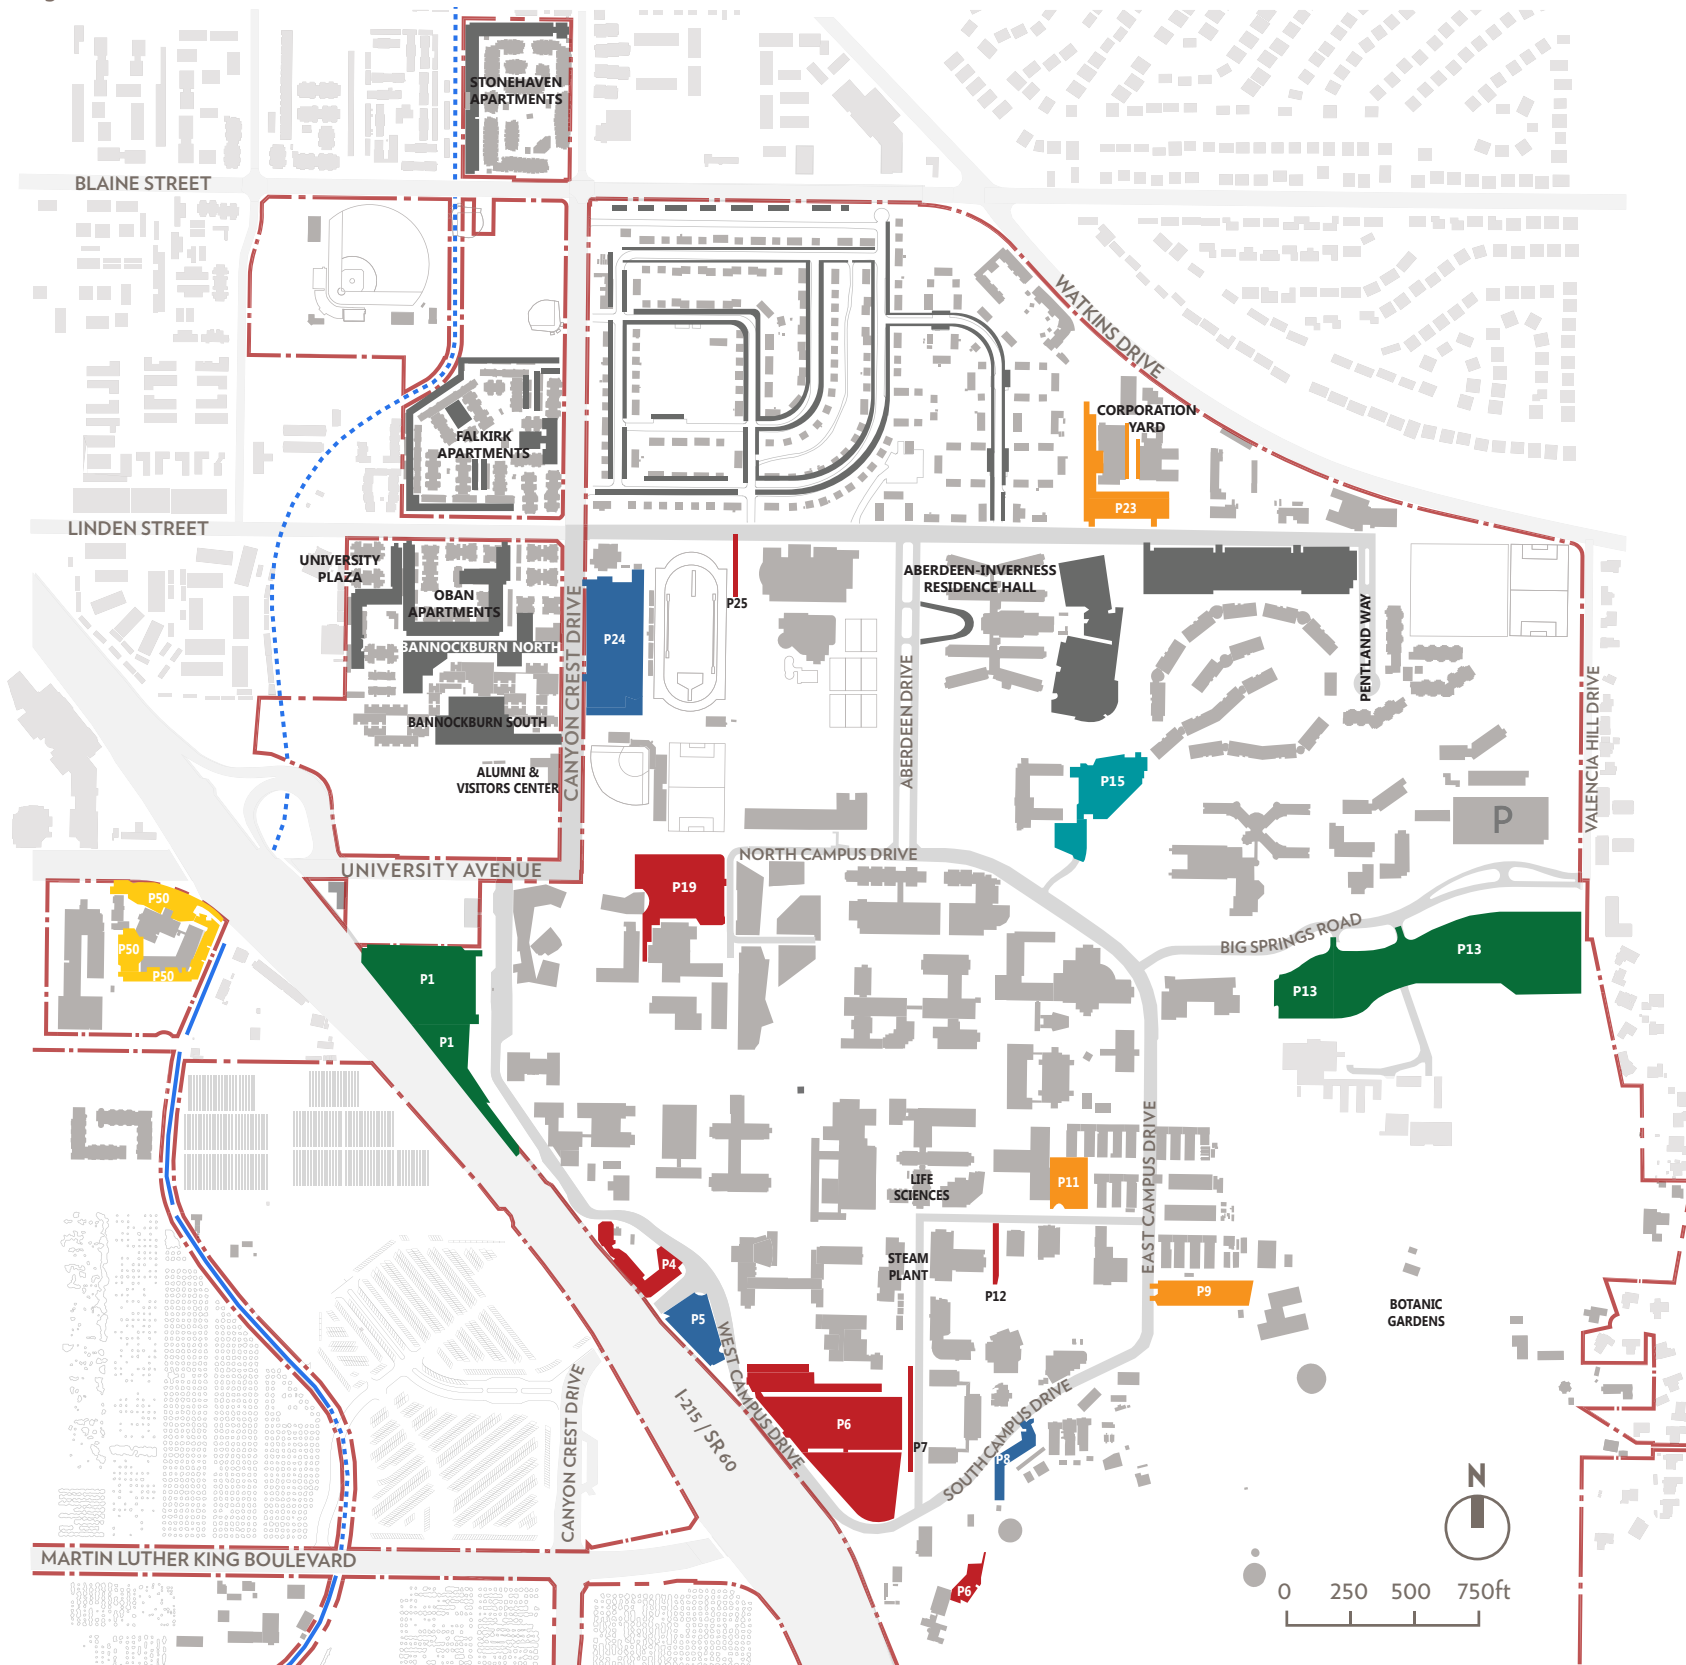 STONEHAVEN
APARTMENTS
BLAINE STREET
WATKINS DRIVE
CORPORATION
YARD
P23
FALKIRK
APARTMENTS
LINDEN STREET
UNIVERSITY
PLAZA
OBAN
APARTMENTS
BANNOCKBURN NORTH
BANNOCKBURN SOUTH
ALUMNI &
VISITORS CENTER
CANYON CREST DRIVE
P24
P25
ABERDEEN-INVERNESS
RESIDENCE HALL
ABERDEEN DRIVE
PENTLAND WAY
VALENCIA HILL DRIVE
P15
P
NORTH CAMPUS DRIVE
UNIVERSITY AVENUE
P19
P50
P50
P50
BIG SPRINGS ROAD
P13
P13
P1
P1
EAST CAMPUS DRIVE
LIFE
SCIENCES
P11
STEAM
PLANT
P12
P9
P4
P5
WEST CAMPUS DRIVE
BOTANIC
GARDENS
I-215 / SR 60
CANYON CREST DRIVE
P6
P7
SOUTH CAMPUS DRIVE
P8
N
MARTIN LUTHER KING BOULEVARD
P6
0 250 500 750ft